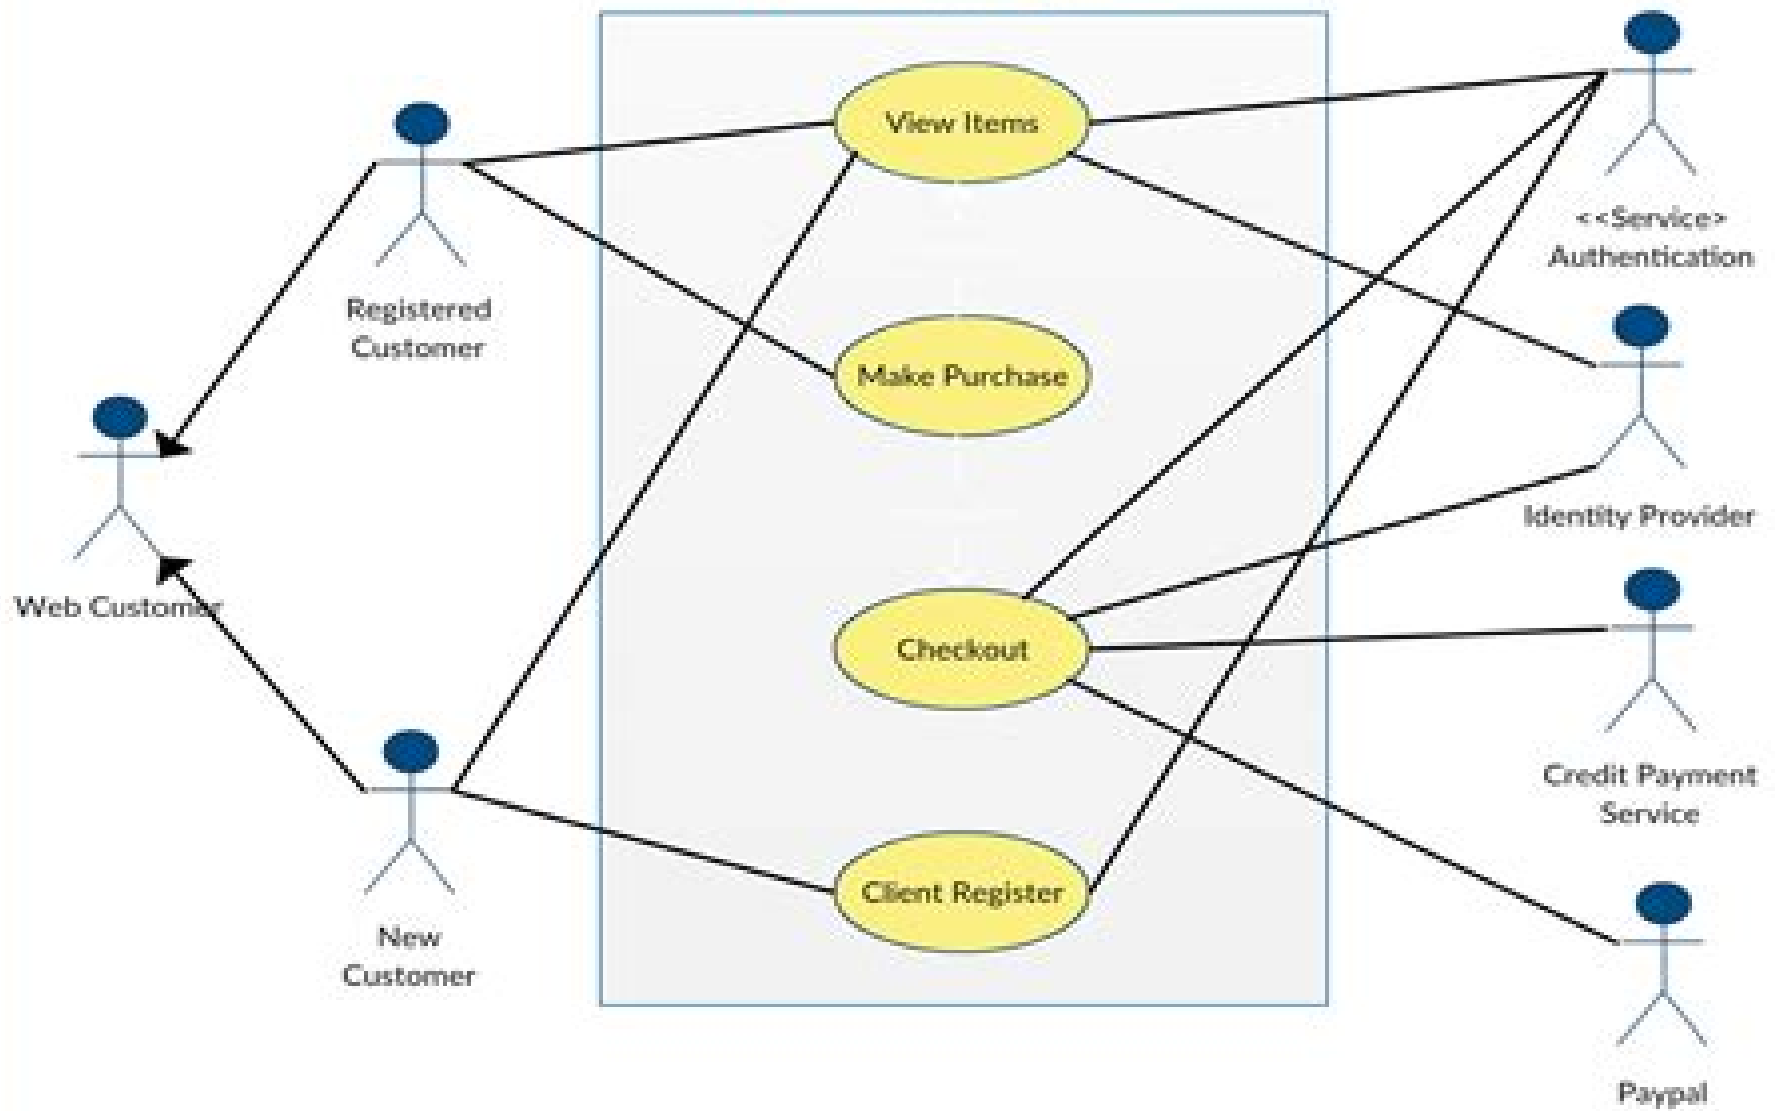 View Items
<<Service>
Authentication
Registered
Customer
Make Purchase
Identity Provider
Web Customer
Checkout
Credit Payment
Service
Client Register
New
Customer
Paypal